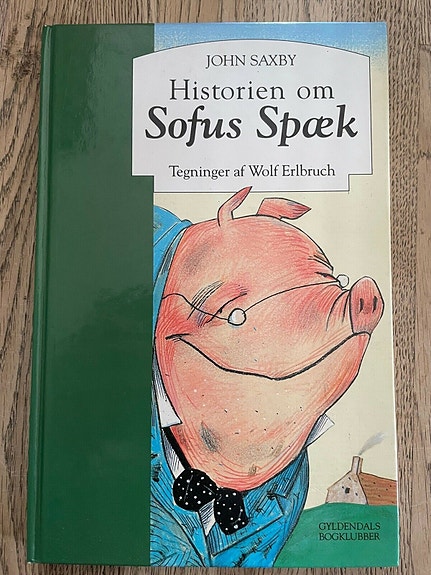 JOHN SAXBY
Historien om
Sofus Spæk
Tegninger af Wolf Erlbruch
GYLDENDALS
BOGKLUBBER